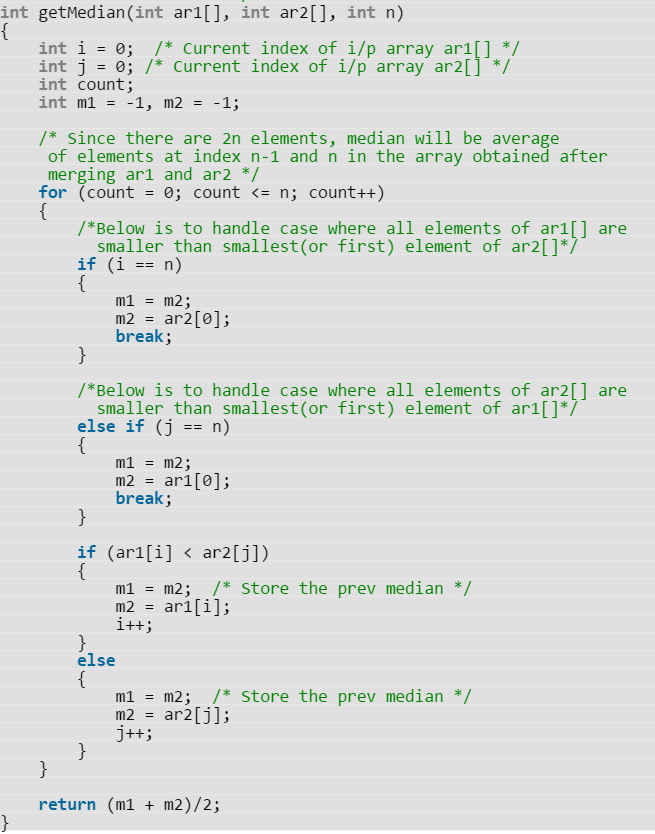 int getMedian(int ar1[], int ar2[], int n)
{
    int i = 0;  /* Current index of i/p array ar1[] */
    int j = 0; /* Current index of i/p array ar2[] */
    int count;
    int m1 = -1, m2 = -1;

    /* Since there are 2n elements, median will be average
     of elements at index n-1 and n in the array obtained after
     merging ar1 and ar2 */
    for (count = 0; count <= n; count++)
    {
        /*Below is to handle case where all elements of ar1[] are
          smaller than smallest(or first) element of ar2[]*/
        if (i == n)
        {
            m1 = m2;
            m2 = ar2[0];
            break;
        }

        /*Below is to handle case where all elements of ar2[] are
          smaller than smallest(or first) element of ar1[]*/
        else if (j == n)
        {
            m1 = m2;
            m2 = ar1[0];
            break;
        }

        if (ar1[i] < ar2[j])
        {
            m1 = m2;  /* Store the prev median */
            m2 = ar1[i];
            i++;
        }
        else
        {
            m1 = m2;  /* Store the prev median */
            m2 = ar2[j];
            j++;
        }
    }

    return (m1 + m2)/2;
}